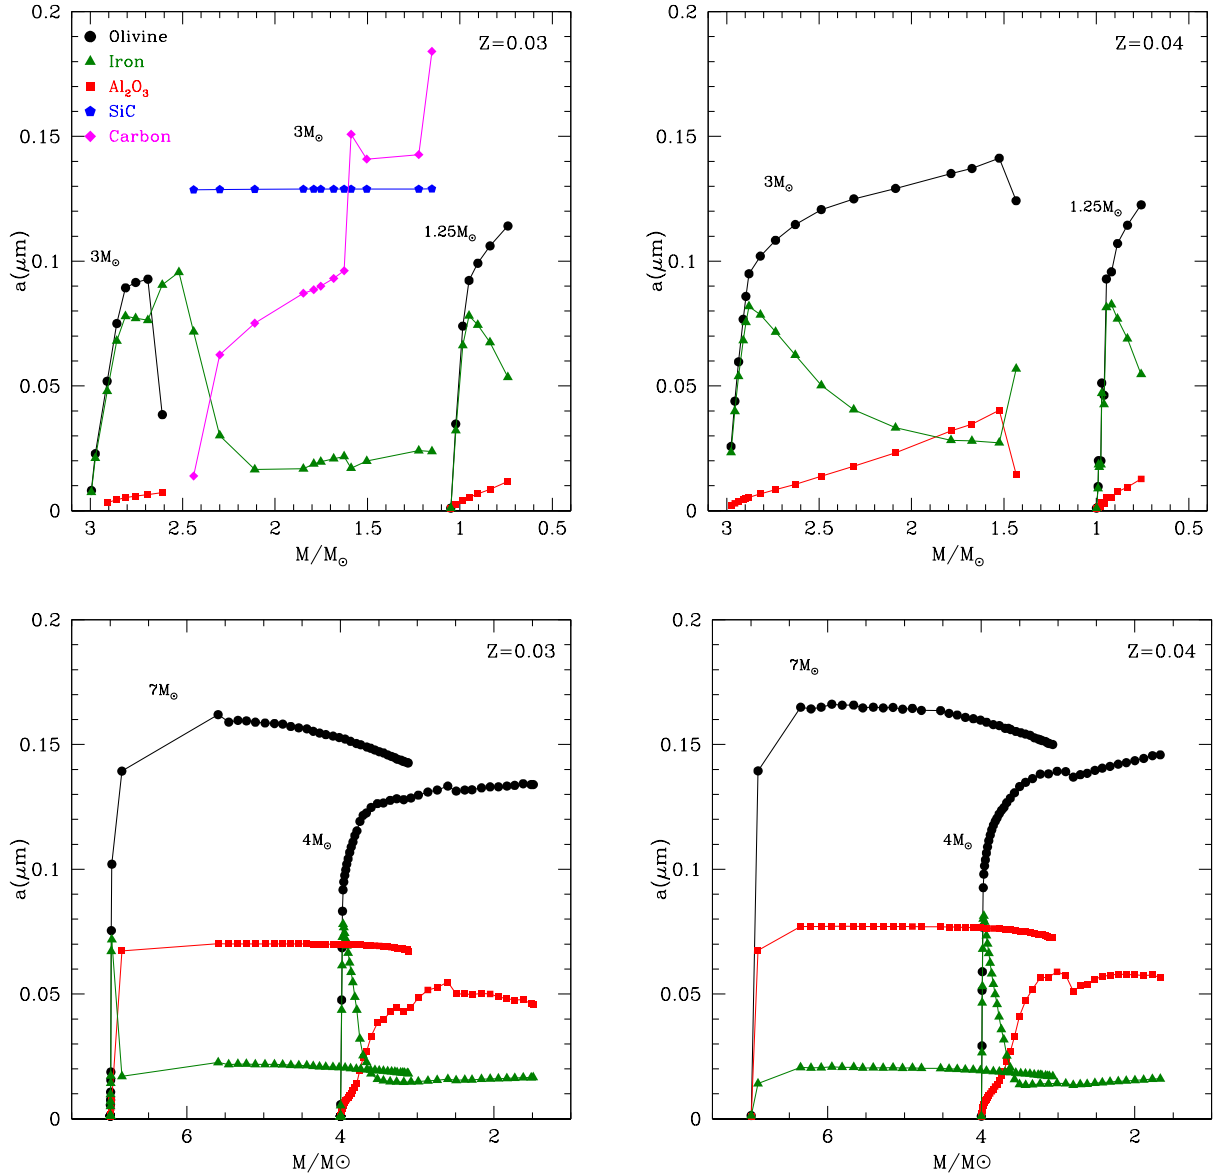 0.2
0.15
0.1
0.05
0
a(μm)
Olivine
Iron
Al₂O₃
SiC
Carbon
Z=0.03
3M⊙
3M⊙
1.25M⊙
3
2.5
2
1.5
1
0.5
M/M⊙
0.2
0.15
0.1
0.05
0
a(μm)
Z=0.04
3M⊙
1.25M⊙
3
2.5
2
1.5
1
0.5
M/M⊙
0.2
0.15
0.1
0.05
0
a(μm)
Z=0.03
7M⊙
4M⊙
6
4
2
M/M⊙
0.2
0.15
0.1
0.05
0
a(μm)
Z=0.04
7M⊙
4M⊙
6
4
2
M/M⊙